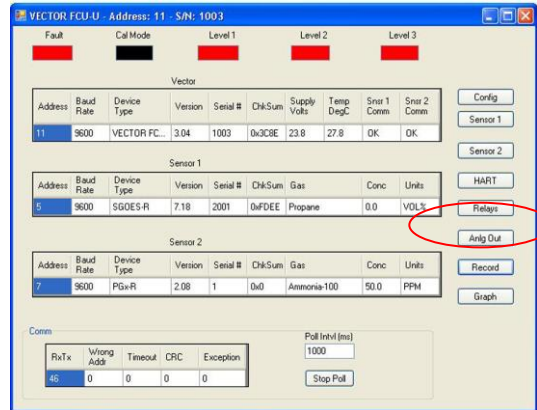 VECTOR FCU-U - Address: 11 - S/N: 1003
Fault Cal Mode Level 1 Level 2 Level 3
Vector
Address Baud Rate Device Type Version Serial # ChkSum Supply Volts Temp DegC Snsr 1 Comm Snsr 2 Comm
11 9600 VECTOR FC... 3.04 1003 0x3C8E 23.8 27.8 OK OK
Config
Sensor 1
Sensor 2
HART
Relays
Anlg Out
Record
Graph
Sensor 1
Address Baud Rate Device Type Version Serial # ChkSum Gas Conc Units
5 9600 SGOES-R 7.18 2001 0xFDEE Propane 0.0 VOL%
Sensor 2
Address Baud Rate Device Type Version Serial # ChkSum Gas Conc Units
7 9600 PGx-R 2.08 1 0x0 Ammonia-100 50.0 PPM
Comm
RxTx Wrong Addr Timeout CRC Exception
46 0 0 0 0
Poll Intvl (ms)
1000
Stop Poll